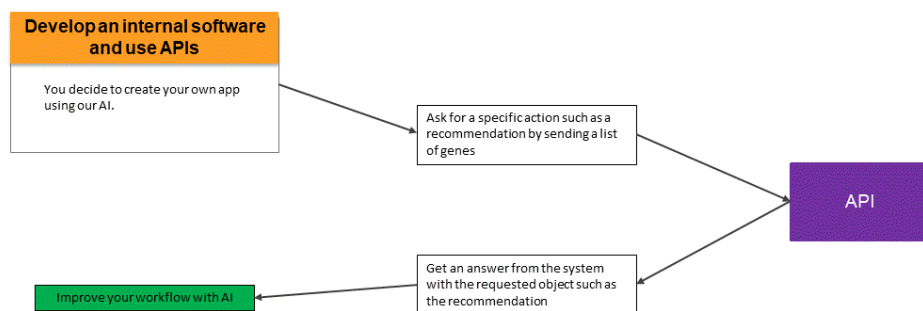 Develop an internal software
and use APIs
You decide to create your own app
using our AI.
Ask for a specific action such as a
recommendation by sending a list
of genes
API
Get an answer from the system
with the requested object such as
the recommendation
Improve your workflow with AI